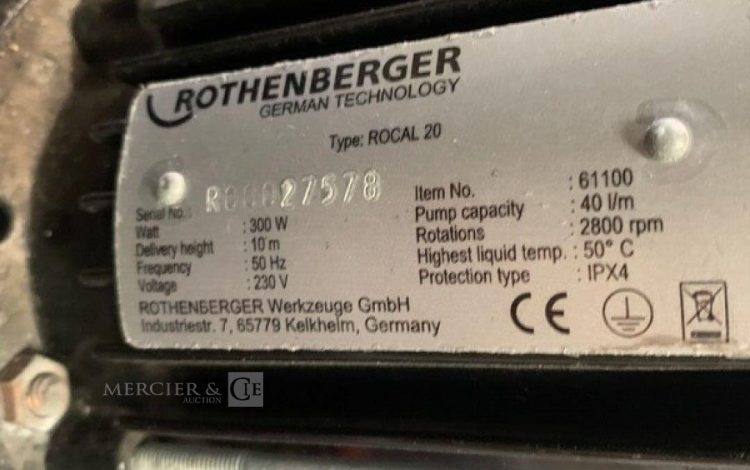 ROTHENBERGER
GERMAN TECHNOLOGY
Type: ROCAL 20
Serial No.:
Watt : 300 W
Delivery height : 10 m
Frequency : 50 Hz
Voltage : 230 V
Item No. : 61100
Pump capacity : 40 l/m
Rotations : 2800 rpm
Highest liquid temp. : 50° C
Protection type : IPX4
ROTHENBERGER Werkzeuge GmbH
Industriestr. 7, 65779 Kelkheim, Germany
CE
MERCIER & CIE
AUCTION